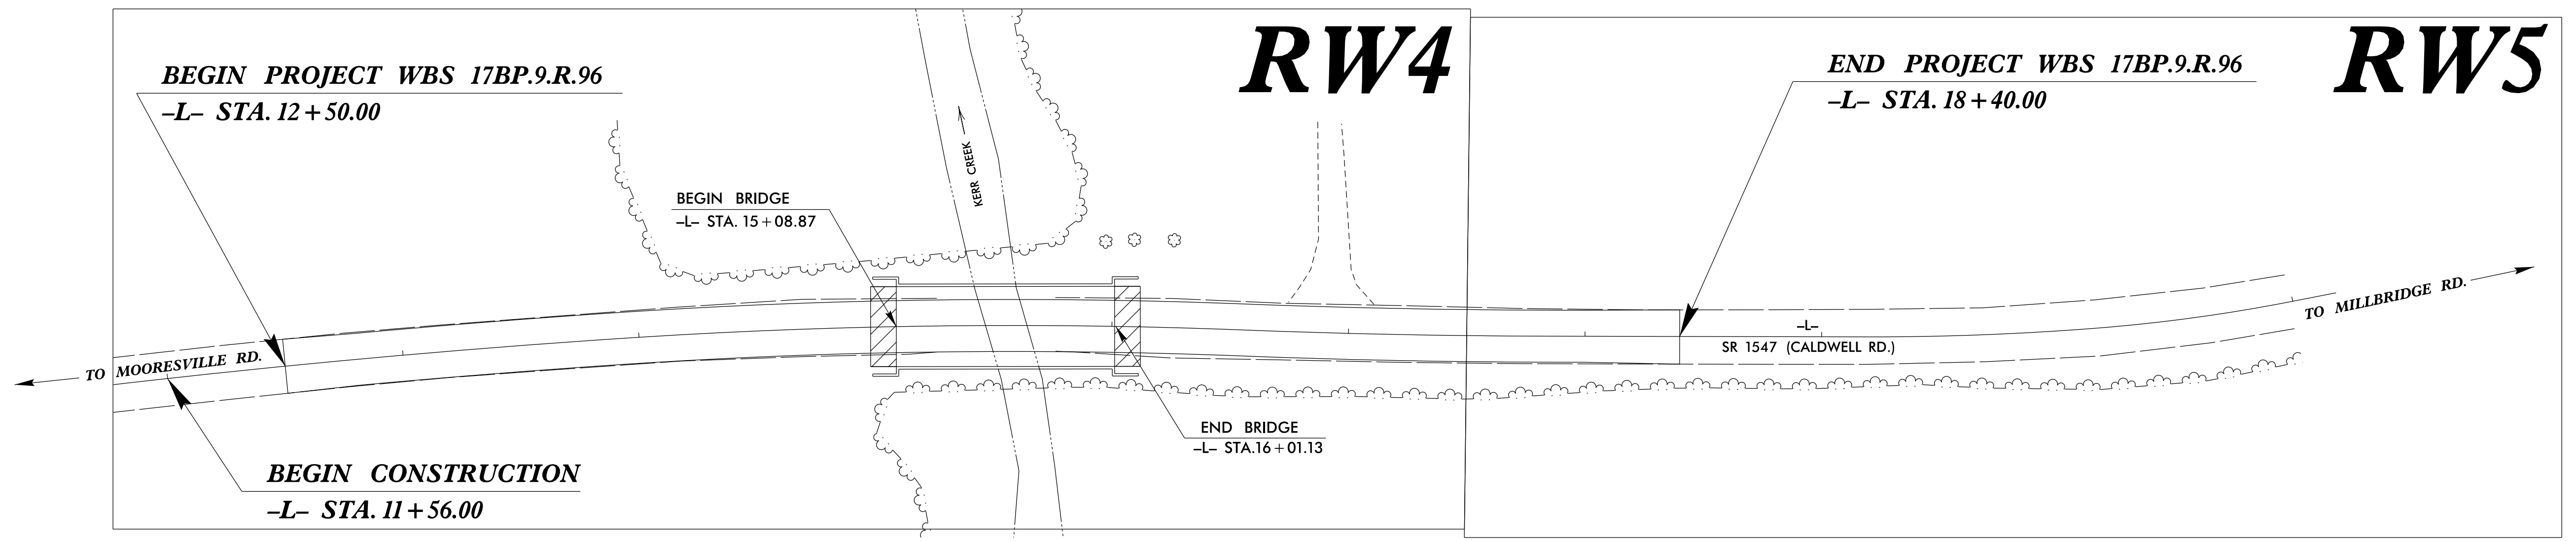 RW4
RW5
BEGIN PROJECT WBS 17BP.9.R.96
–L– STA. 12+50.00
END PROJECT WBS 17BP.9.R.96
–L– STA. 18+40.00
KERR CREEK
BEGIN BRIDGE
–L– STA. 15+08.87
TO MILLBRIDGE RD.
–L–
SR 1547 (CALDWELL RD.)
TO MOORESVILLE RD.
END BRIDGE
–L– STA.16+01.13
BEGIN CONSTRUCTION
–L– STA. 11+56.00